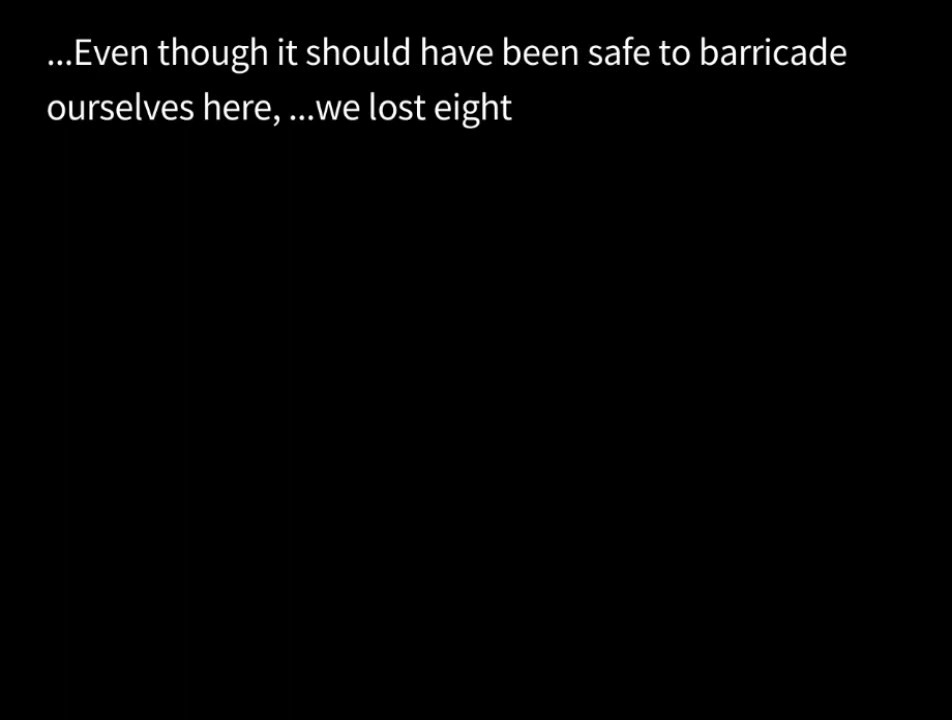 ...Even though it should have been safe to barricade
ourselves here, ...we lost eight